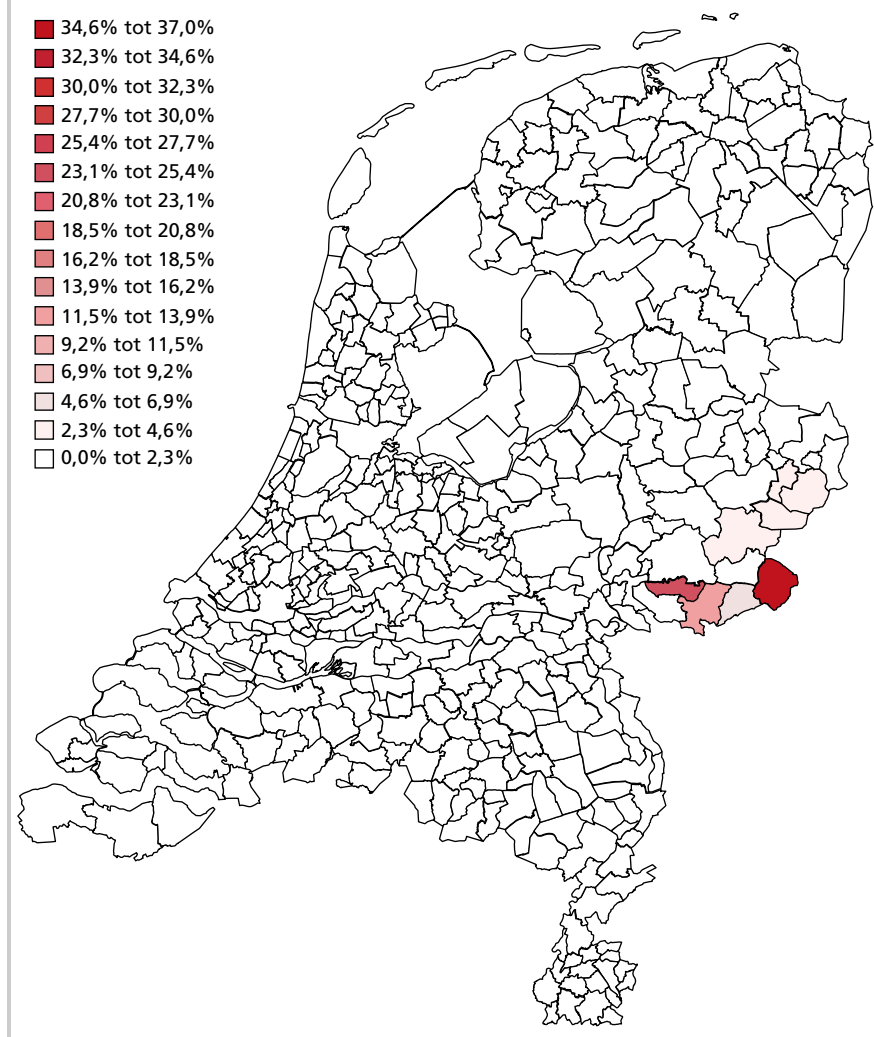 34,6% tot 37,0%
32,3% tot 34,6%
30,0% tot 32,3%
27,7% tot 30,0%
25,4% tot 27,7%
23,1% tot 25,4%
20,8% tot 23,1%
18,5% tot 20,8%
16,2% tot 18,5%
13,9% tot 16,2%
11,5% tot 13,9%
9,2% tot 11,5%
6,9% tot 9,2%
4,6% tot 6,9%
2,3% tot 4,6%
0,0% tot 2,3%